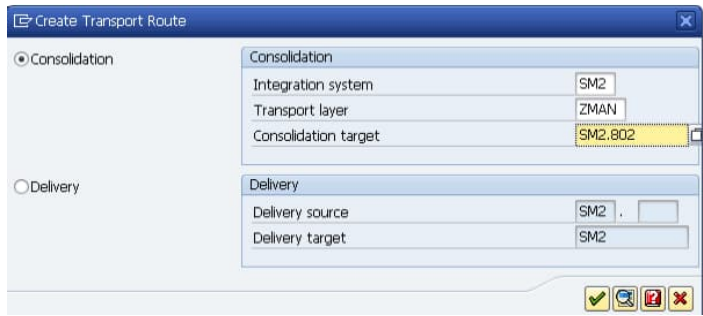 Create Transport Route
Consolidation
Consolidation
Integration system SM2
Transport layer ZMAN
Consolidation target SM2.802
Delivery
Delivery
Delivery source SM2 .
Delivery target SM2